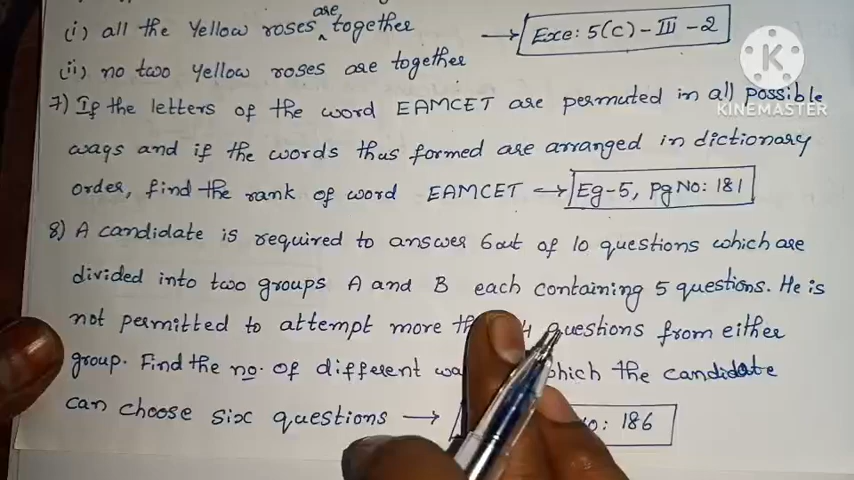 (i) all the Yellow roses are together → Exe: 5(c)-III-2
(ii) no two yellow roses are together
KINEMASTER
7) If the letters of the word EAMCET are permuted in all possible
ways and if the words thus formed are arranged in dictionary
order, find the rank of word EAMCET → Eg-5, Pg No: 181
8) A candidate is required to answer 6 out of 10 questions which are
divided into two groups A and B each containing 5 questions. He is
not permitted to attempt more 4 questions from either
group. Find the no. of different which the candidate
can choose six questions → No: 186